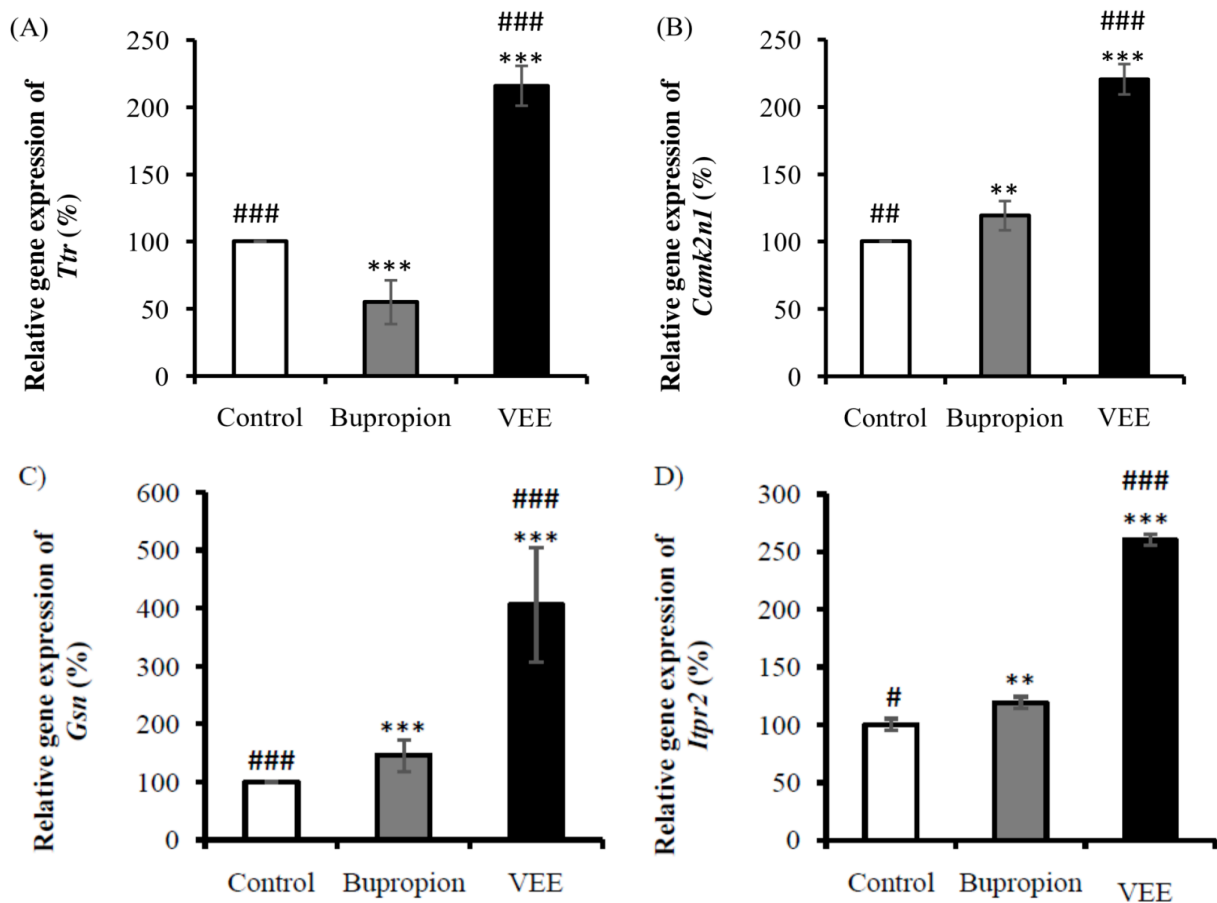 (A)
Relative gene expression of
Ttr (%)
250
200
150
100
50
0
###
***
###
***
Control Bupropion VEE
(B)
Relative gene expression of
Camk2n1 (%)
250
200
150
100
50
0
##
**
###
***
Control Bupropion VEE
C)
Relative gene expression of
Gsn (%)
600
500
400
300
200
100
0
###
***
###
***
Control Bupropion VEE
D)
Relative gene expression of
Itpr2 (%)
300
250
200
150
100
50
0
#
**
###
***
Control Bupropion VEE